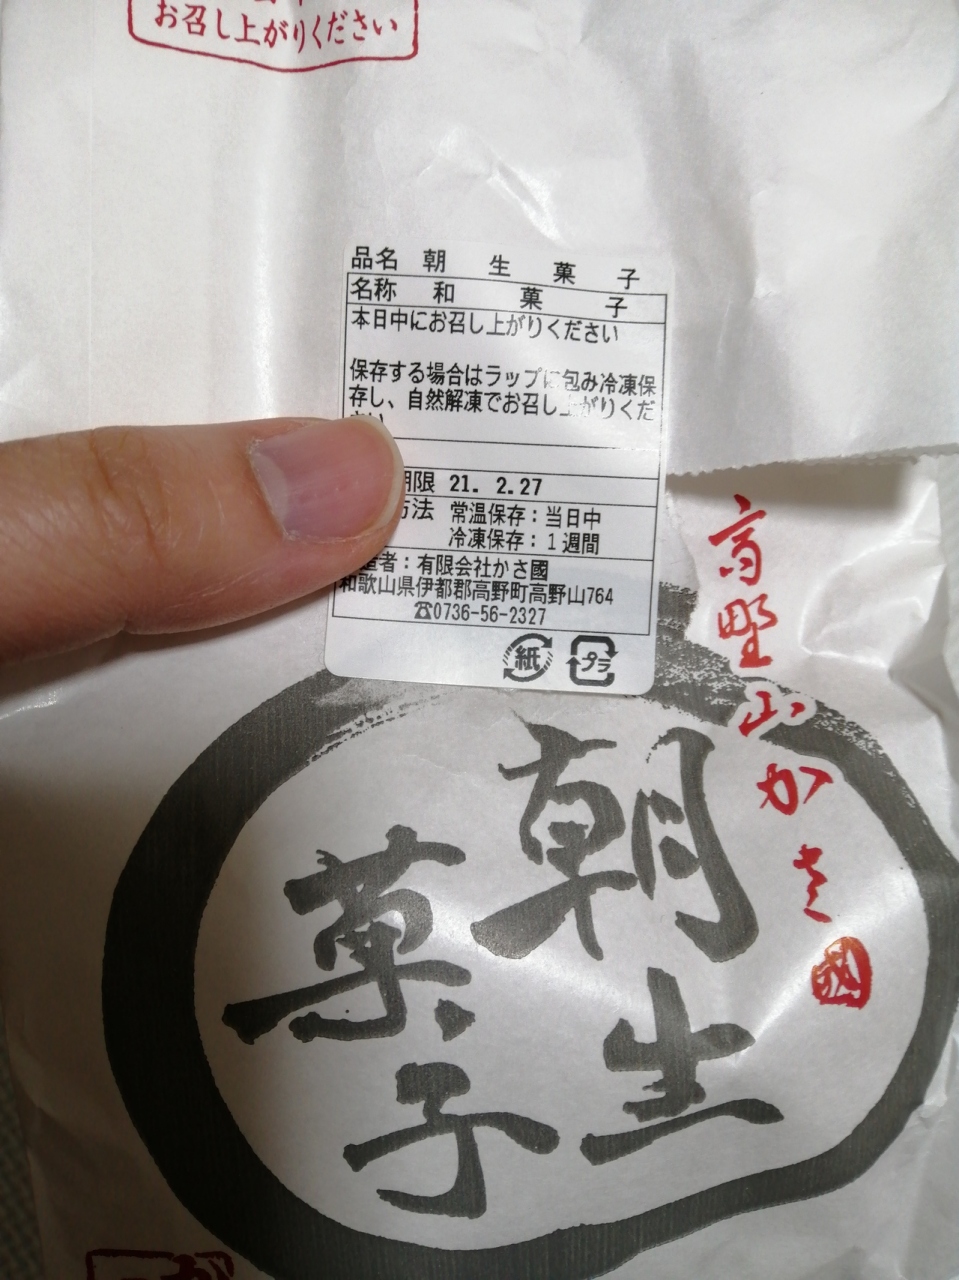 お召し上がりください
品名 朝 生 菓 子
名称 和 菓 子
本日中にお召し上がりください
保存する場合はラップに包み冷凍保
存し、自然解凍でお召し上がりくだ
さい
期限 21. 2.27
方法 常温保存：当日中
冷凍保存：1週間
造者：有限会社かさ國
和歌山県伊都郡高野町高野山764
☎0736-56-2327
紙 プラ
高野山かさ國
朝生
菓子